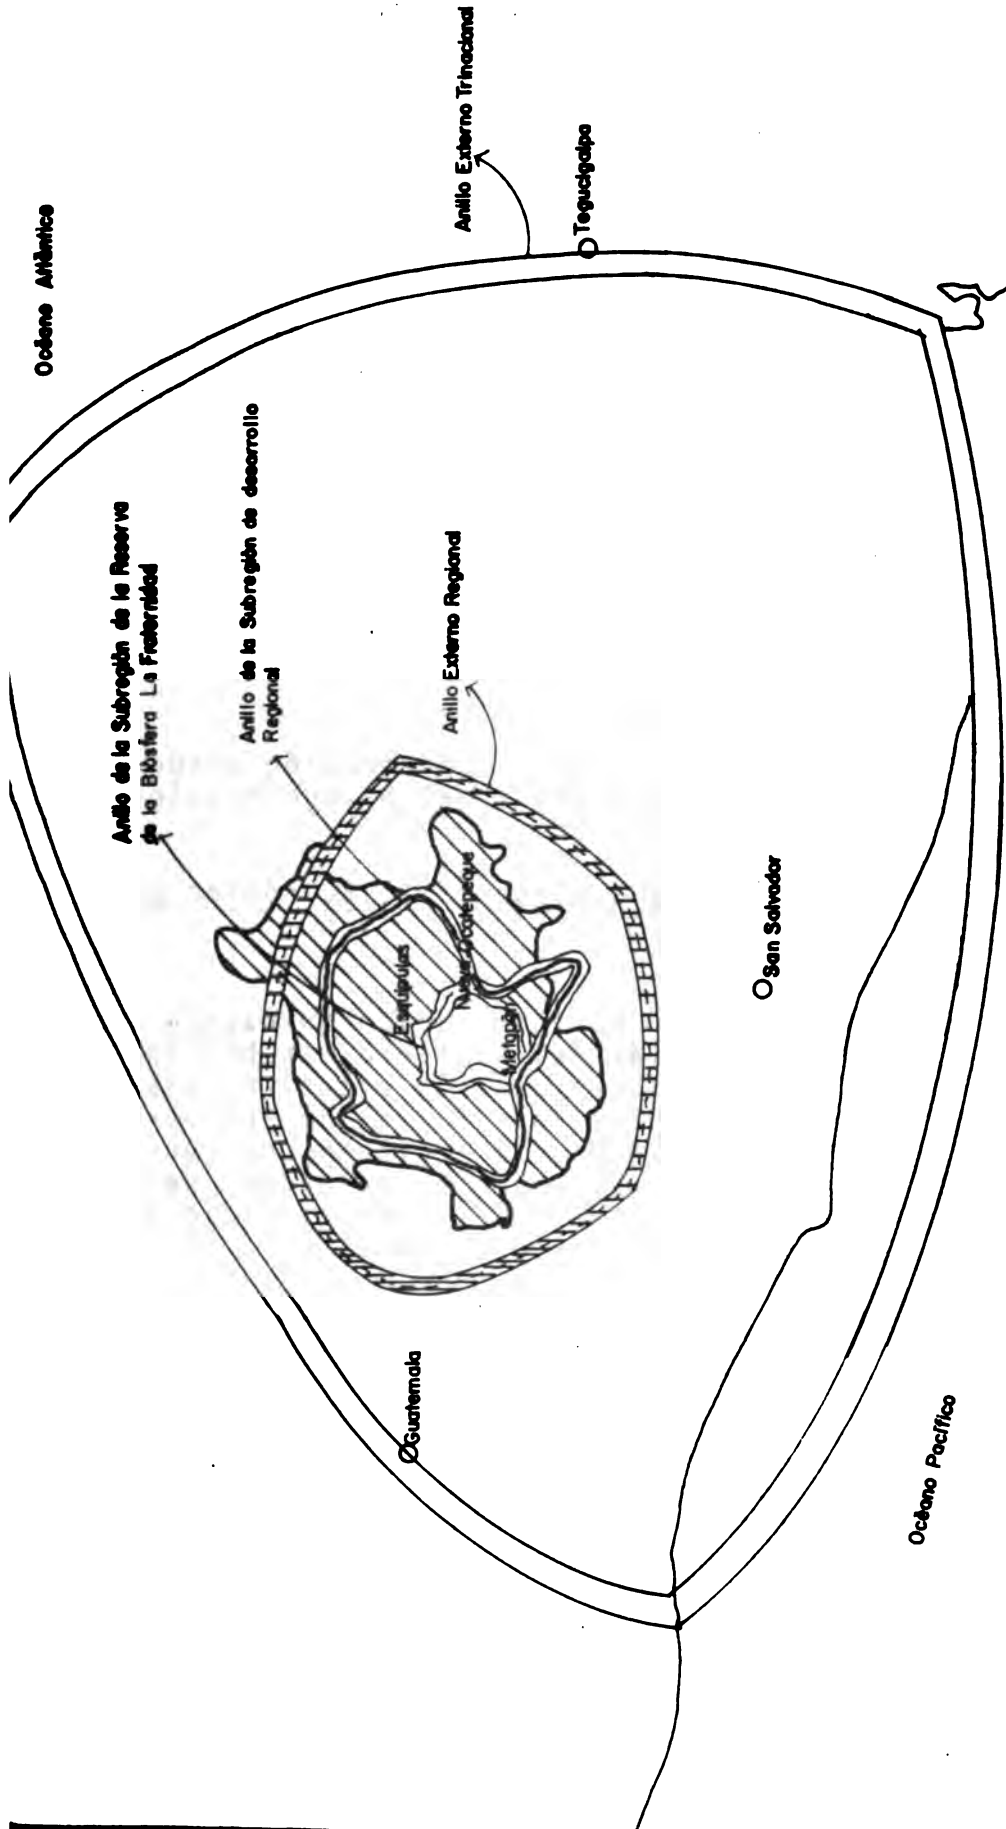 Océano Atlántico
Anillo Externo Trinacional
Tegucigalpa
Anillo de la Subregión de la Reserva
de la Biósfera La Fraternidad
Anillo de la Subregión de desarrollo
Regional
Anillo Externo Regional
Esquipulas
Nueva Ocotepeque
Metapán
Guatemala
San Salvador
Océano Pacífico